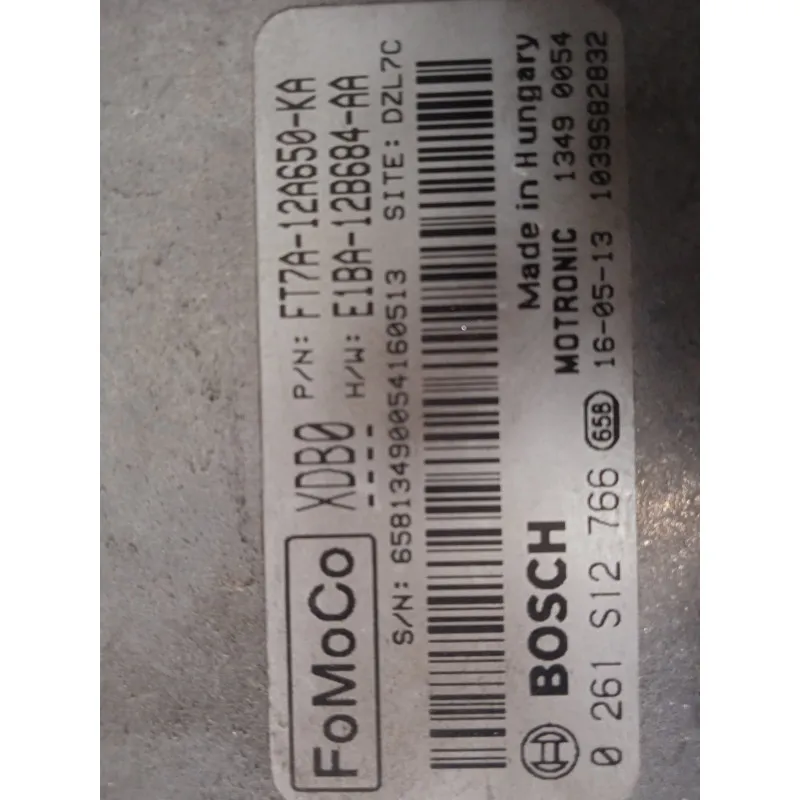 FoMoCo
XDB0
----
P/N: FT7A-12A650-KA
H/W: E1BA-12B684-AA
S/N: 65813490054160513 SITE: DZL7C
BOSCH
Made in Hungary
MOTRONIC 1349 0054
0 261 S12 766 658 16-05-13 1039S82832